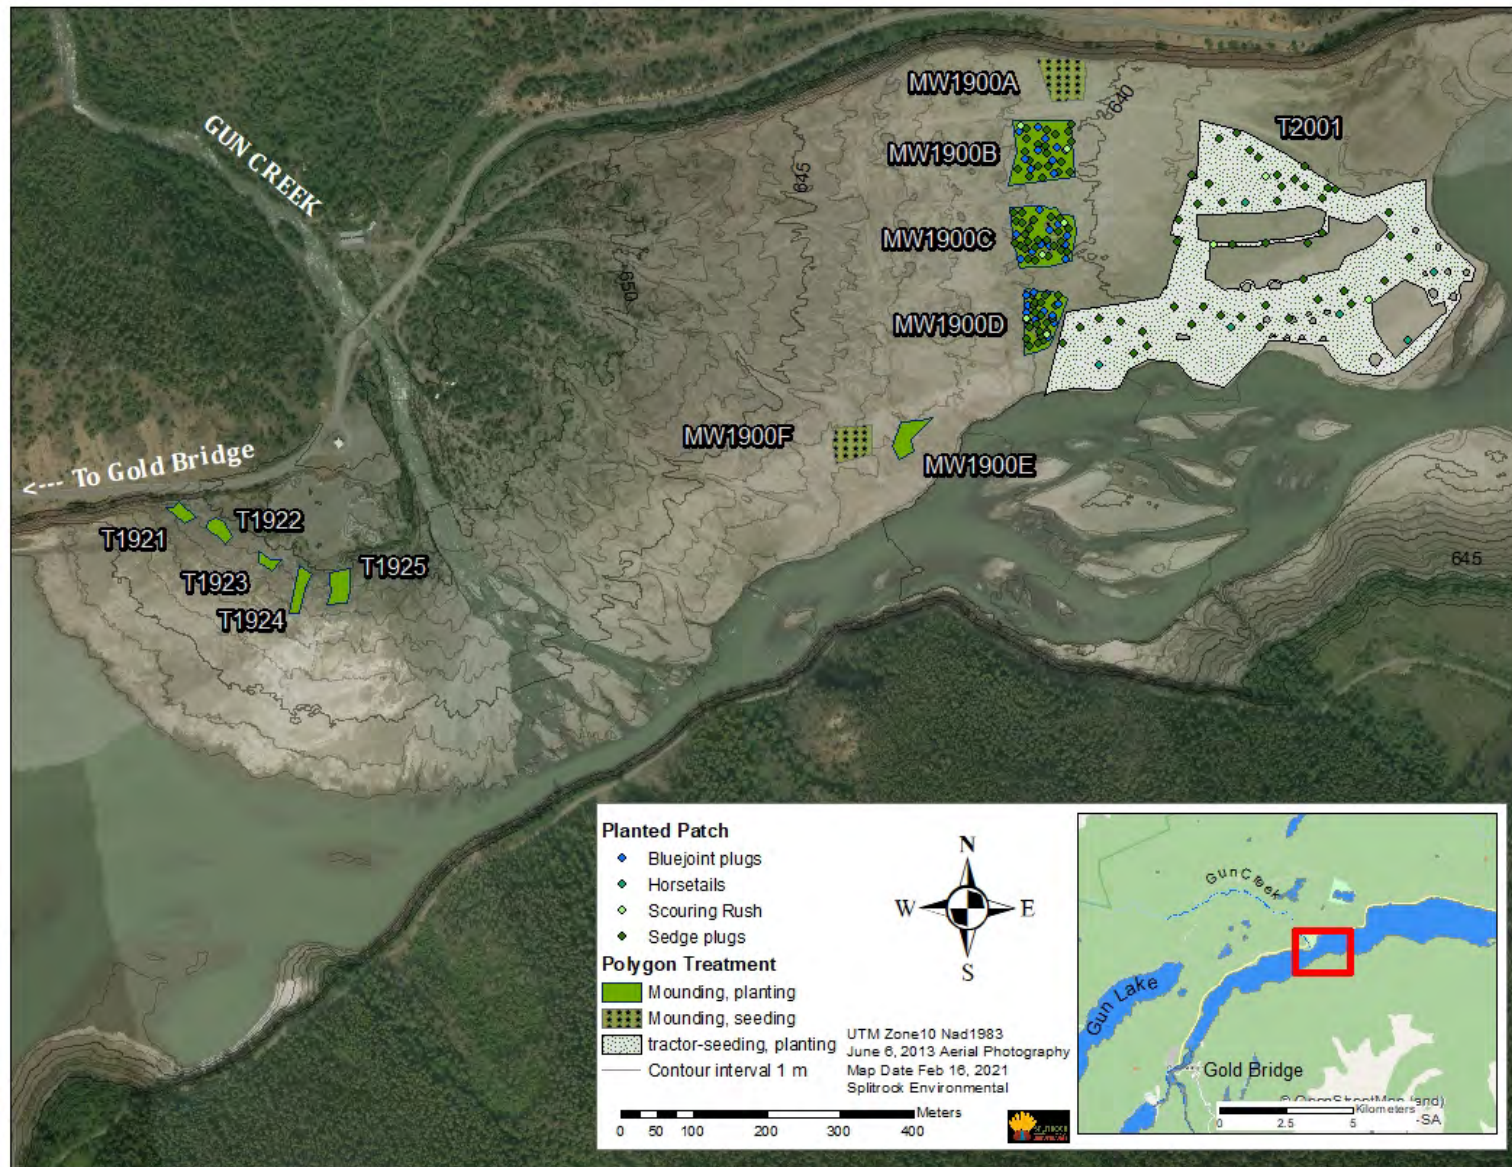 MW1900A
640
T2001
MW1900B
GUN CREEK
645
MW1900C
650
MW1900D
MW1900F
MW1900E
<--- To Gold Bridge
T1921
T1922
T1923
T1925
T1924
645
Planted Patch
Bluejoint plugs
Horsetails
Scouring Rush
Sedge plugs
Polygon Treatment
Mounding, planting
Mounding, seeding
tractor-seeding, planting
Contour interval 1 m
N
W E
S
UTM Zone10 Nad1983
June 6, 2013 Aerial Photography
Map Date Feb 16, 2021
Splitrock Environmental
Meters
0 50 100 200 300 400
Gun Creek
Gun Lake
Gold Bridge
© OpenStreetMap
Kilometers
0 2.5 5
-SA